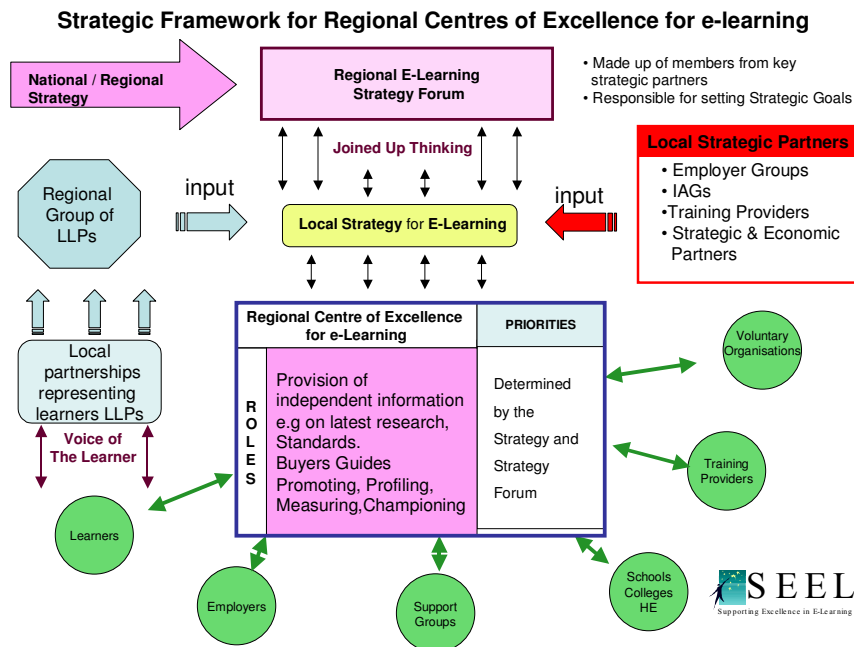 Strategic Framework for Regional Centres of Excellence for e-learning
National / Regional
Strategy
Regional E-Learning
Strategy Forum
• Made up of members from key
strategic partners
• Responsible for setting Strategic Goals
Joined Up Thinking
Local Strategic Partners
• Employer Groups
• IAGs
•Training Providers
• Strategic & Economic
Partners
Regional
Group of
LLPs
input
input
Local Strategy for E-Learning
Regional Centre of Excellence
for e-Learning
PRIORITIES
ROLES
Provision of
independent information
e.g on latest research,
Standards.
Buyers Guides
Promoting, Profiling,
Measuring,Championing
Determined
by the
Strategy and
Strategy
Forum
Local
partnerships
representing
learners LLPs
Voice of
The Learner
Learners
Employers
Support
Groups
Schools
Colleges
HE
Training
Providers
Voluntary
Organisations
SEEL
Supporting Excellence in E-Learning